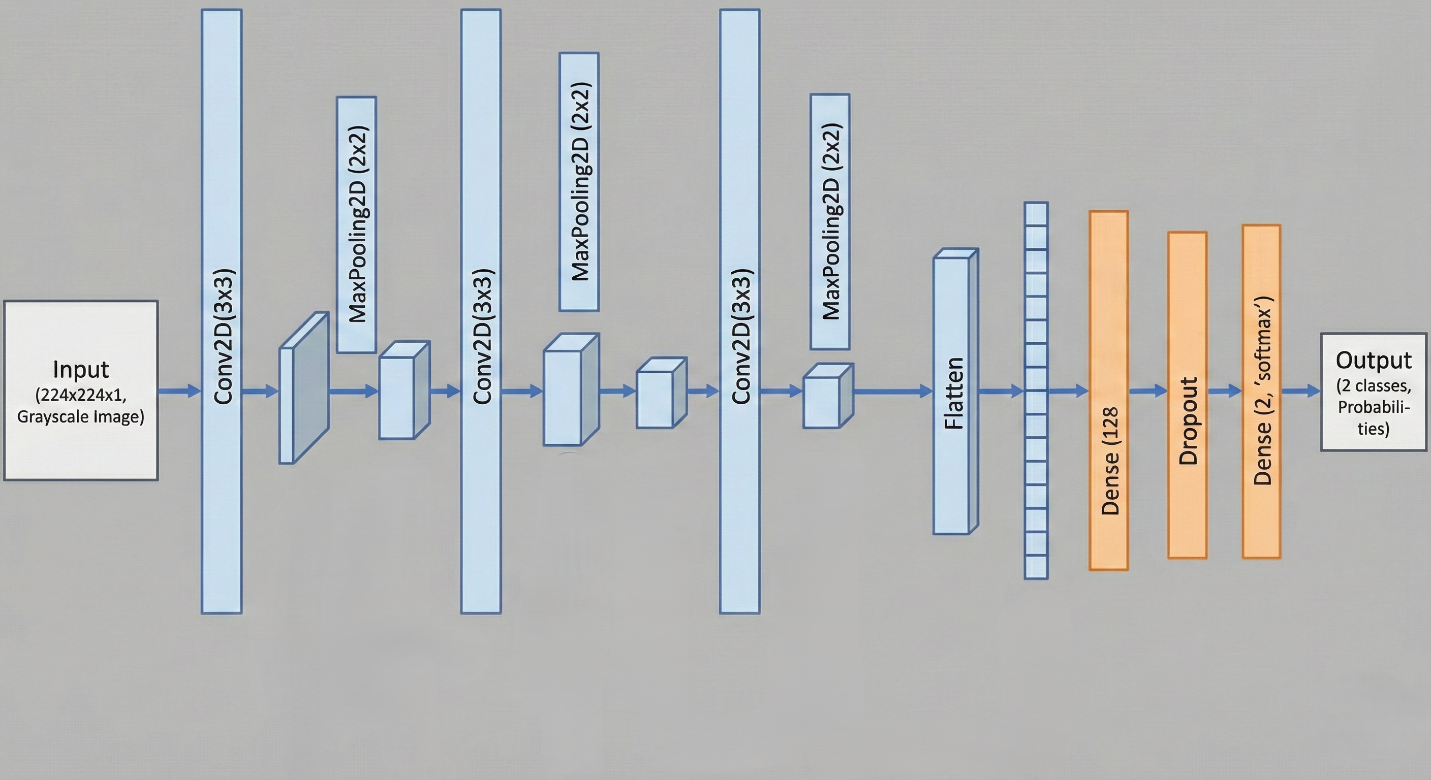 Input
(224x224x1,
Grayscale Image)
Conv2D(3x3)
MaxPooling2D (2x2)
Conv2D(3x3)
MaxPooling2D (2x2)
Conv2D(3x3)
MaxPooling2D (2x2)
Flatten
Dense (128
Dropout
Dense (2, 'softmax')
Output
(2 classes,
Probabili-
ties)